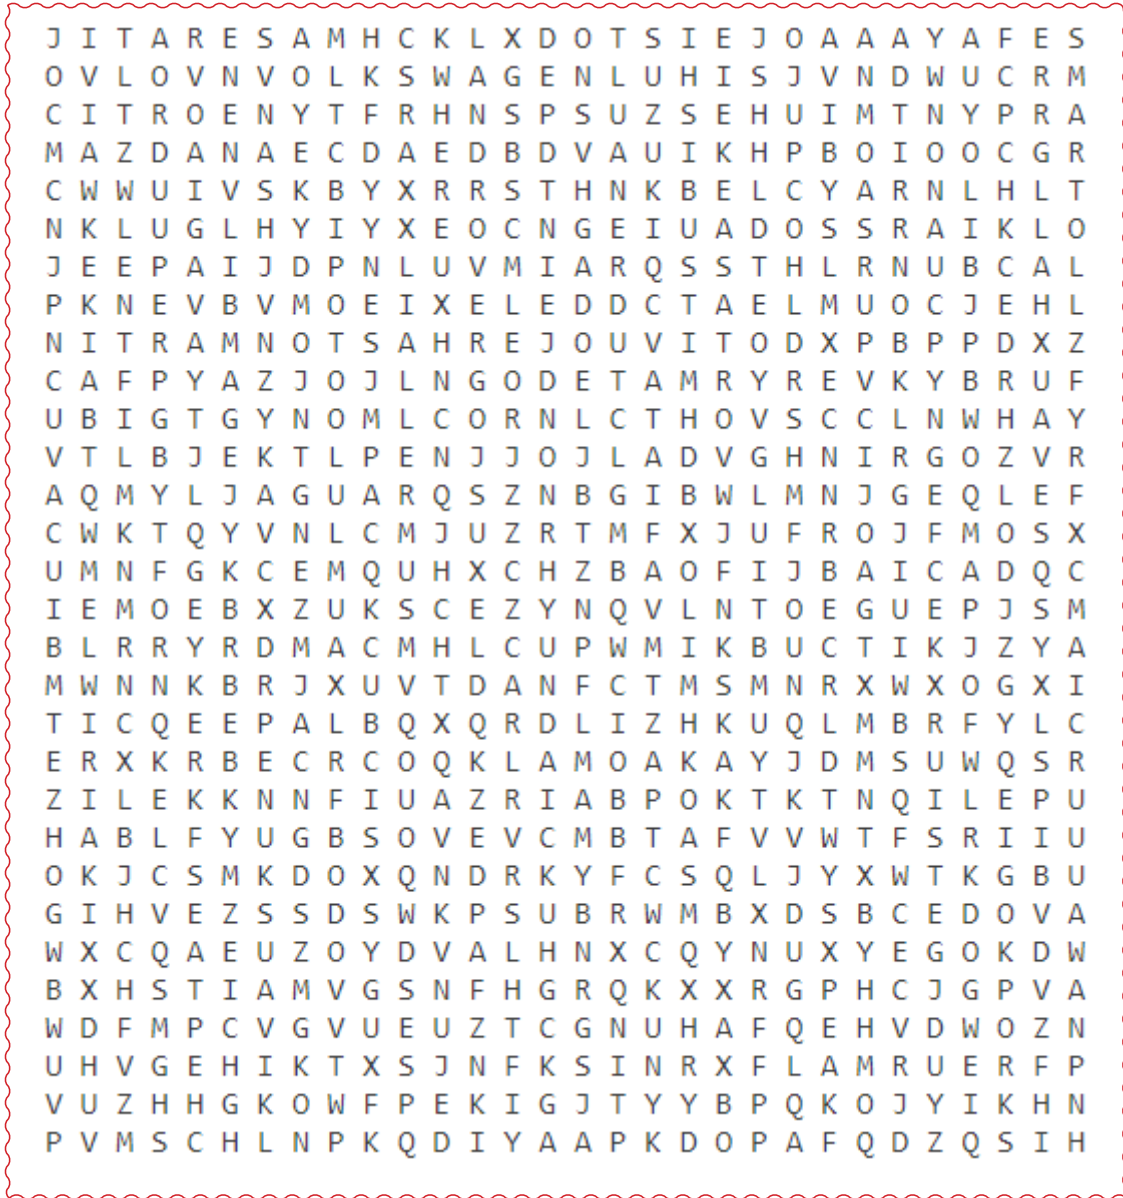 J I T A R E S A M H C K L X D O T S I E J O A A A Y A F E S
O V L O V N V O L K S W A G E N L U H I S J V N D W U C R M
C I T R O E N Y T F R H N S P S U Z S E H U I M T N Y P R A
M A Z D A N A E C D A E D B D V A U I K H P B O I O O C G R
C W W U I V S K B Y X R R S T H N K B E L C Y A R N L H L T
N K L U G L H Y I Y X E O C N G E I U A D O S S R A I K L O
J E E P A I J D P N L U V M I A R Q S S T H L R N U B C A L
P K N E V B V M O E I X E L E D D C T A E L M U O C J E H L
N I T R A M N O T S A H R E J O U V I T O D X P B P P D X Z
C A F P Y A Z J O J L N G O D E T A M R Y R E V K Y B R U F
U B I G T G Y N O M L C O R N L C T H O V S C C L N W H A Y
V T L B J E K T L P E N J J O J L A D V G H N I R G O Z V R
A Q M Y L J A G U A R Q S Z N B G I B W L M N J G E Q L E F
C W K T Q Y V N L C M J U Z R T M F X J U F R O J F M O S X
U M N F G K C E M Q U H X C H Z B A O F I J B A I C A D Q C
I E M O E B X Z U K S C E Z Y N Q V L N T O E G U E P J S M
B L R R Y R D M A C M H L C U P W M I K B U C T I K J Z Y A
M W N N K B R J X U V T D A N F C T M S M N R X W X O G X I
T I C Q E E P A L B Q X Q R D L I Z H K U Q L M B R F Y L C
E R X K R B E C R C O Q K L A M O A K A Y J D M S U W Q S R
Z I L E K K N N F I U A Z R I A B P O K T K T N Q I L E P U
H A B L F Y U G B S O V E V C M B T A F V V W T F S R I I U
O K J C S M K D O X Q N D R K Y F C S Q L J Y X W T K G B U
G I H V E Z S S D S W K P S U B R W M B X D S B C E D O V A
W X C Q A E U Z O Y D V A L H N X C Q Y N U X Y E G O K D W
B X H S T I A M V G S N F H G R Q K X X R G P H C J G P V A
W D F M P C V G V U E U Z T C G N U H A F Q E H V D W O Z N
U H V G E H I K T X S J N F K S I N R X F L A M R U E R F P
V U Z H H G K O W F P E K I G J T Y Y B P Q K O J Y I K H N
P V M S C H L N P K Q D I Y A A P K D O P A F Q D Z Q S I H